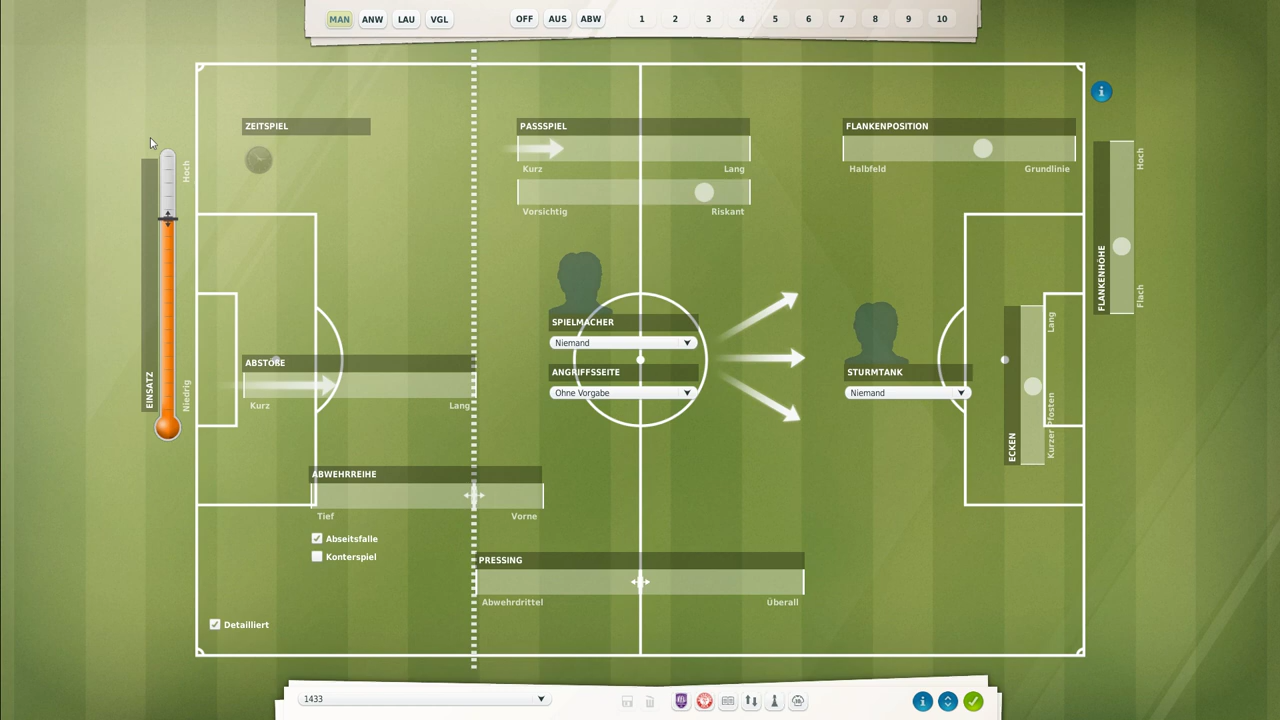 MAN ANW LAU VGL OFF AUS ABW 1 2 3 4 5 6 7 8 9 10
ZEITSPIEL
PASSSPIEL
Kurz Lang
Vorsichtig Riskant
FLANKENPOSITION
Halbfeld Grundlinie
Hoch
EINSATZ
Niedrig
Hoch
FLANKENHÖHE
Flach
SPIELMACHER
Niemand
ANGRIFFSSEITE
Ohne Vorgabe
STURMTANK
Niemand
Lang
ECKEN
Kurzer Pfosten
ABSTÖßE
Kurz Lang
ABWEHRREIHE
Tief Vorne
Abseitsfalle
Konterspiel
PRESSING
Abwehrdrittel Überall
Detailliert
1433